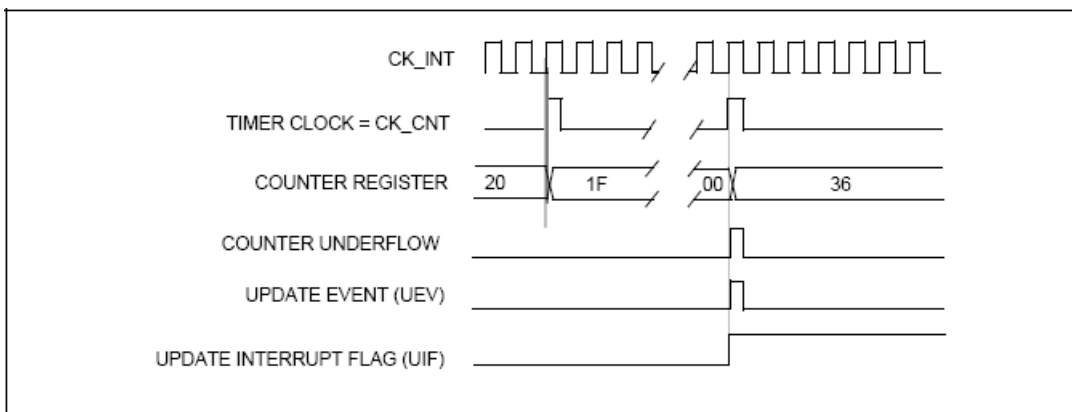 CK_INT
TIMER CLOCK = CK_CNT
COUNTER REGISTER 20 1F 00 36
COUNTER UNDERFLOW
UPDATE EVENT (UEV)
UPDATE INTERRUPT FLAG (UIF)